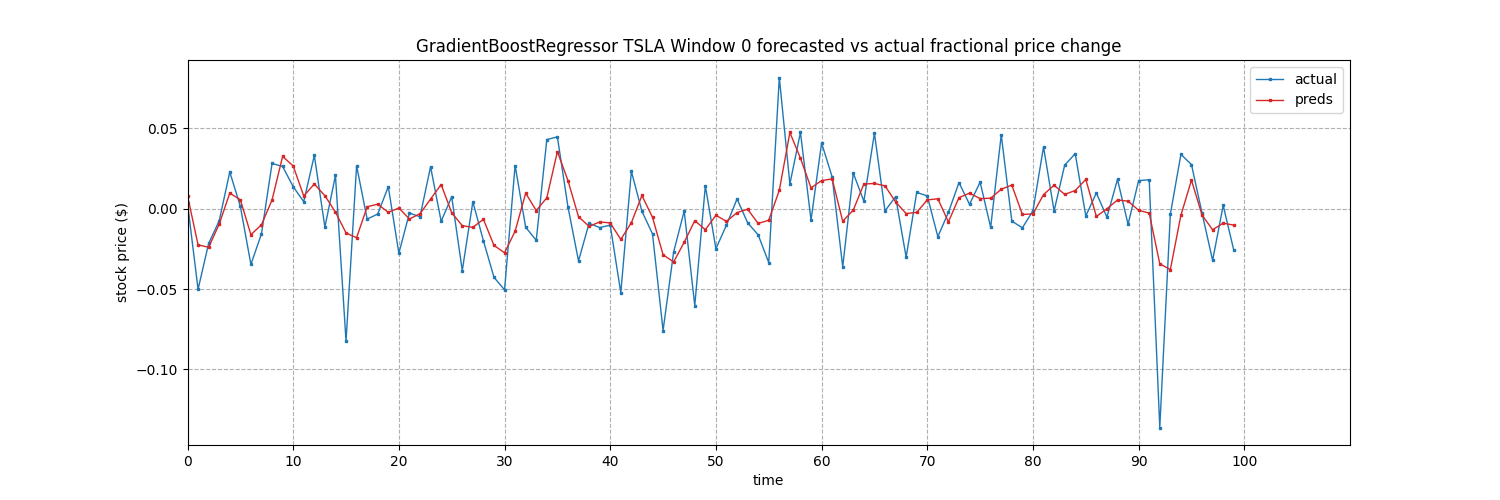 GradientBoostRegressor TSLA Window 0 forecasted vs actual fractional price change
actual
preds
stock price ($)
0.05
0.00
−0.05
−0.10
0 10 20 30 40 50 60 70 80 90 100
time